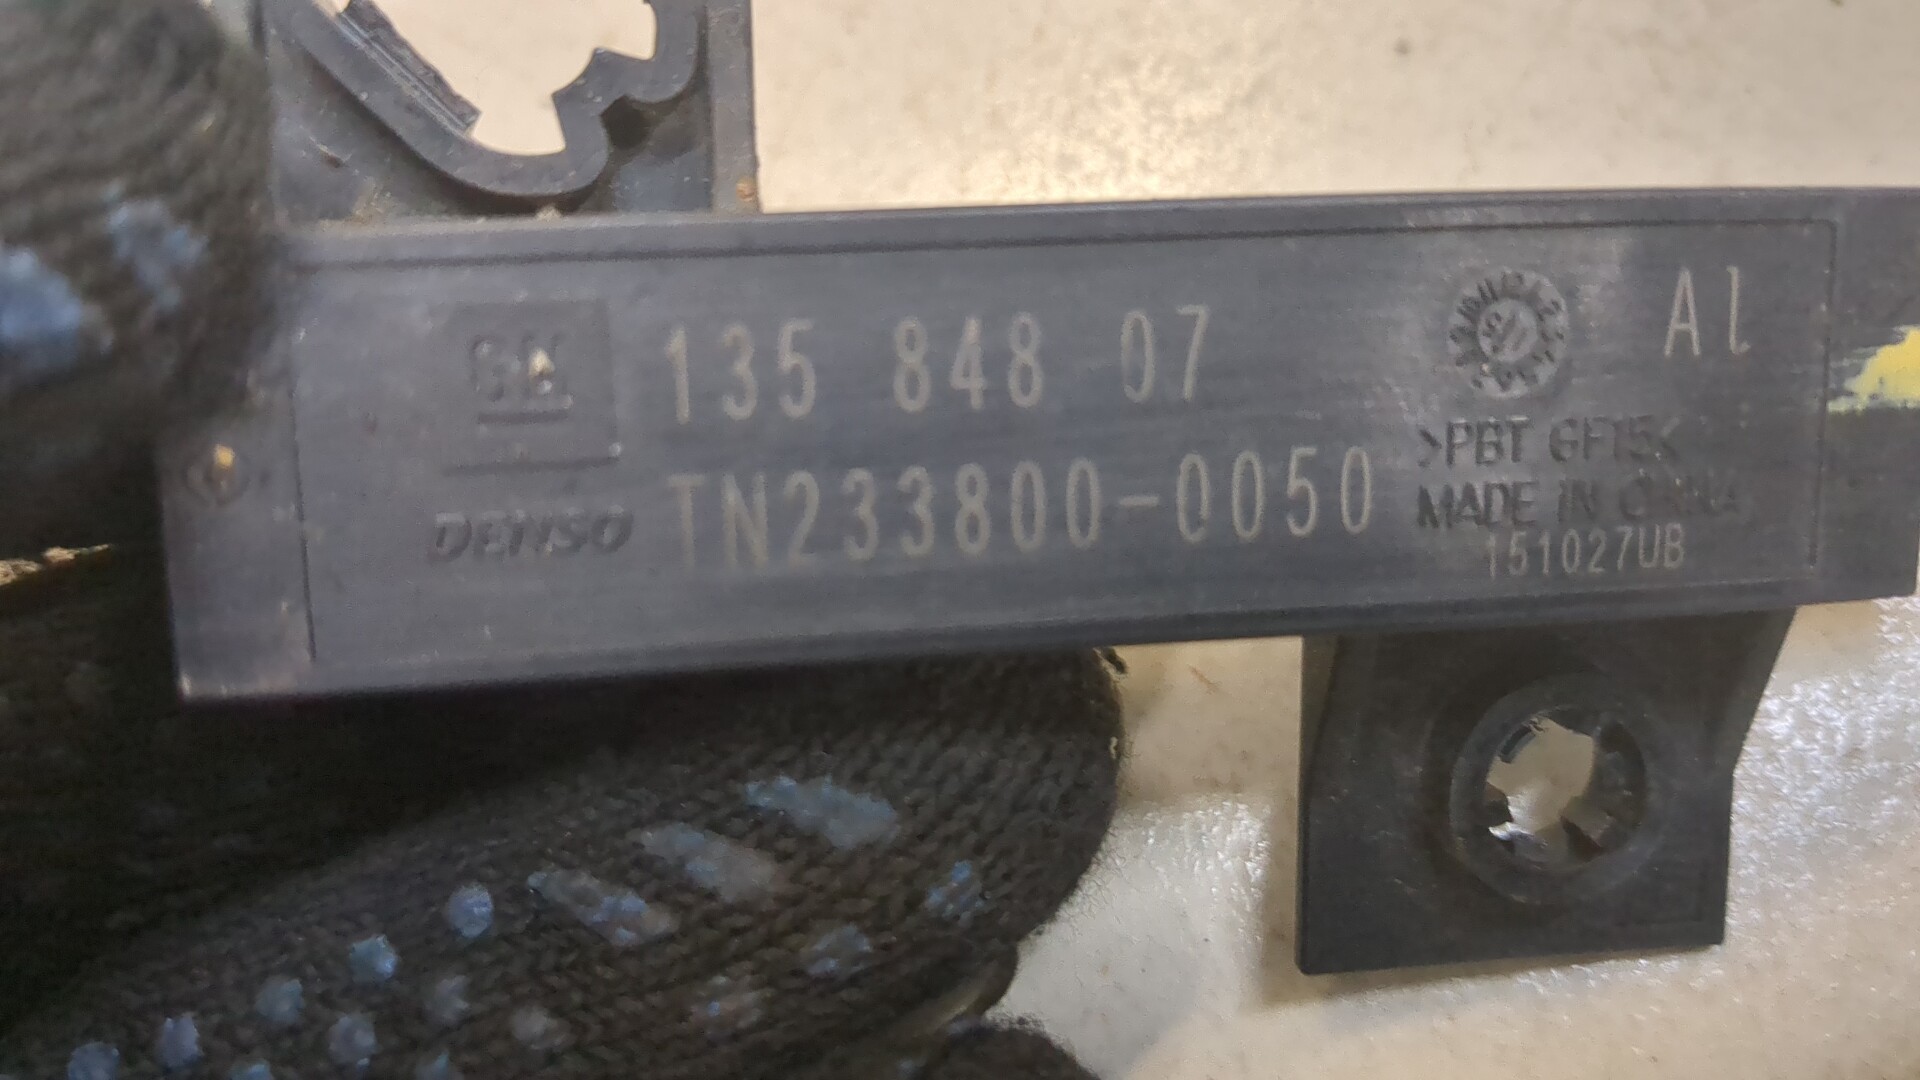 GM 135 848 07 Al
DENSO TN233800-0050
>PBT GF15<
MADE IN CHINA
151027UB